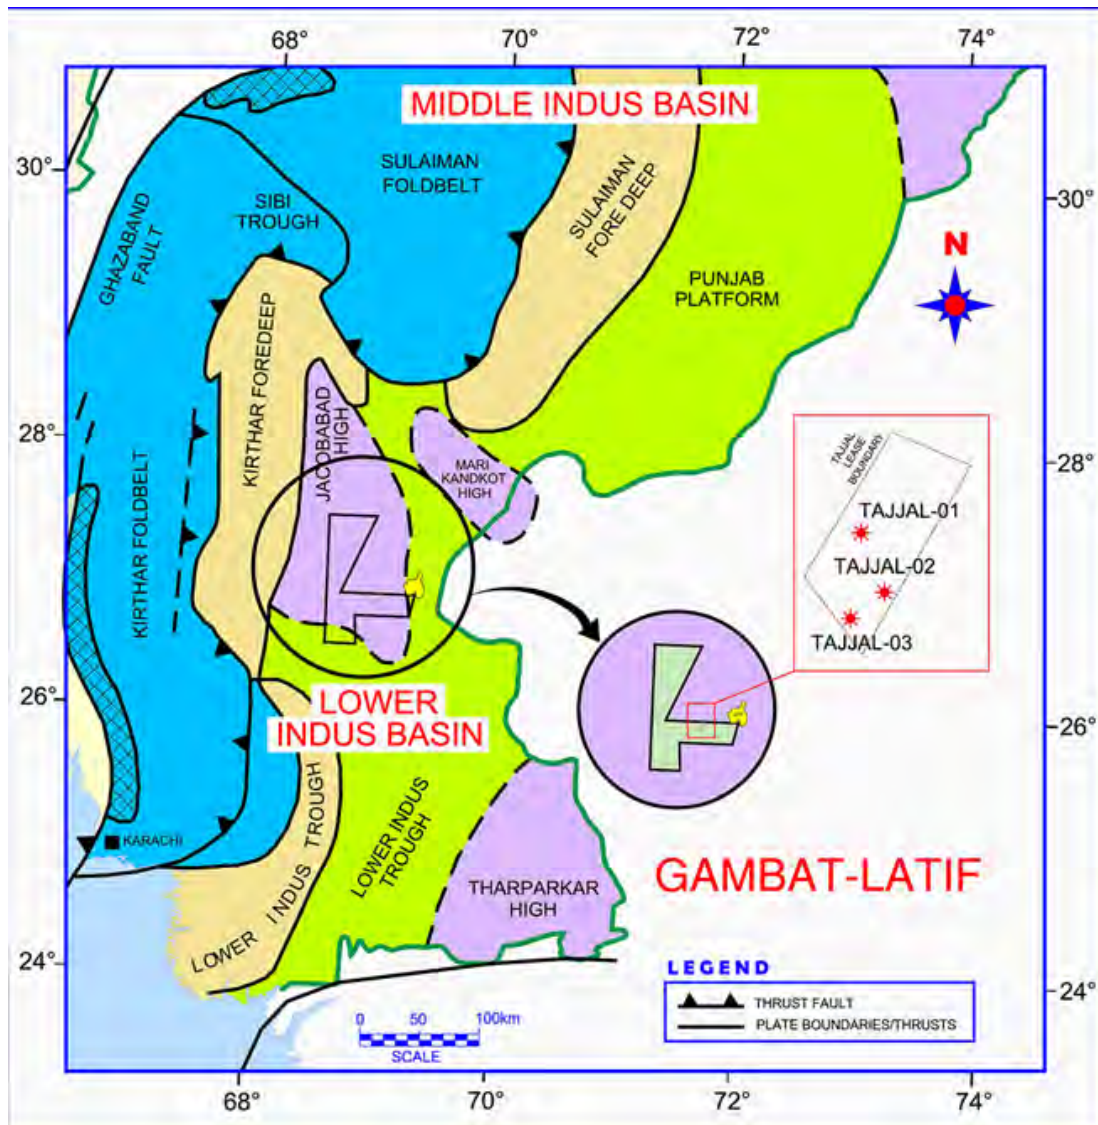 68°
70°
72°
74°
MIDDLE INDUS BASIN
30°
30°
SULAIMAN
FOLDBELT
SULAIMAN
FORE DEEP
SIBI
TROUGH
GHAZABAND
FAULT
N
PUNJAB
PLATFORM
KIRTHAR FOREDEEP
JACOBABAD
HIGH
28°
28°
MARI
KANDKOT
HIGH
KIRTHAR FOLDBELT
TAJJAL
LEASE
BOUNDARY
TAJJAL-01
TAJJAL-02
TAJJAL-03
26°
26°
LOWER
INDUS BASIN
LOWER INDUS TROUGH
LOWER INDUS
TROUGH
KARACHI
THARPARKAR
HIGH
GAMBAT-LATIF
24°
24°
LEGEND
THRUST FAULT
PLATE BOUNDARIES/THRUSTS
0 50 100km
SCALE
68°
70°
72°
74°